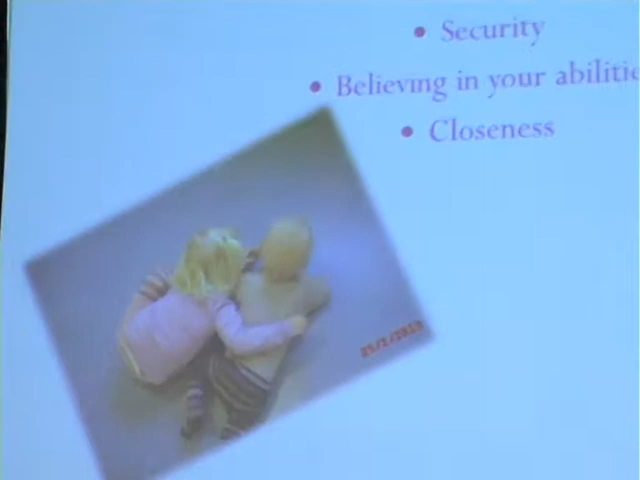 • Security
• Believing in your abilitie
• Closeness